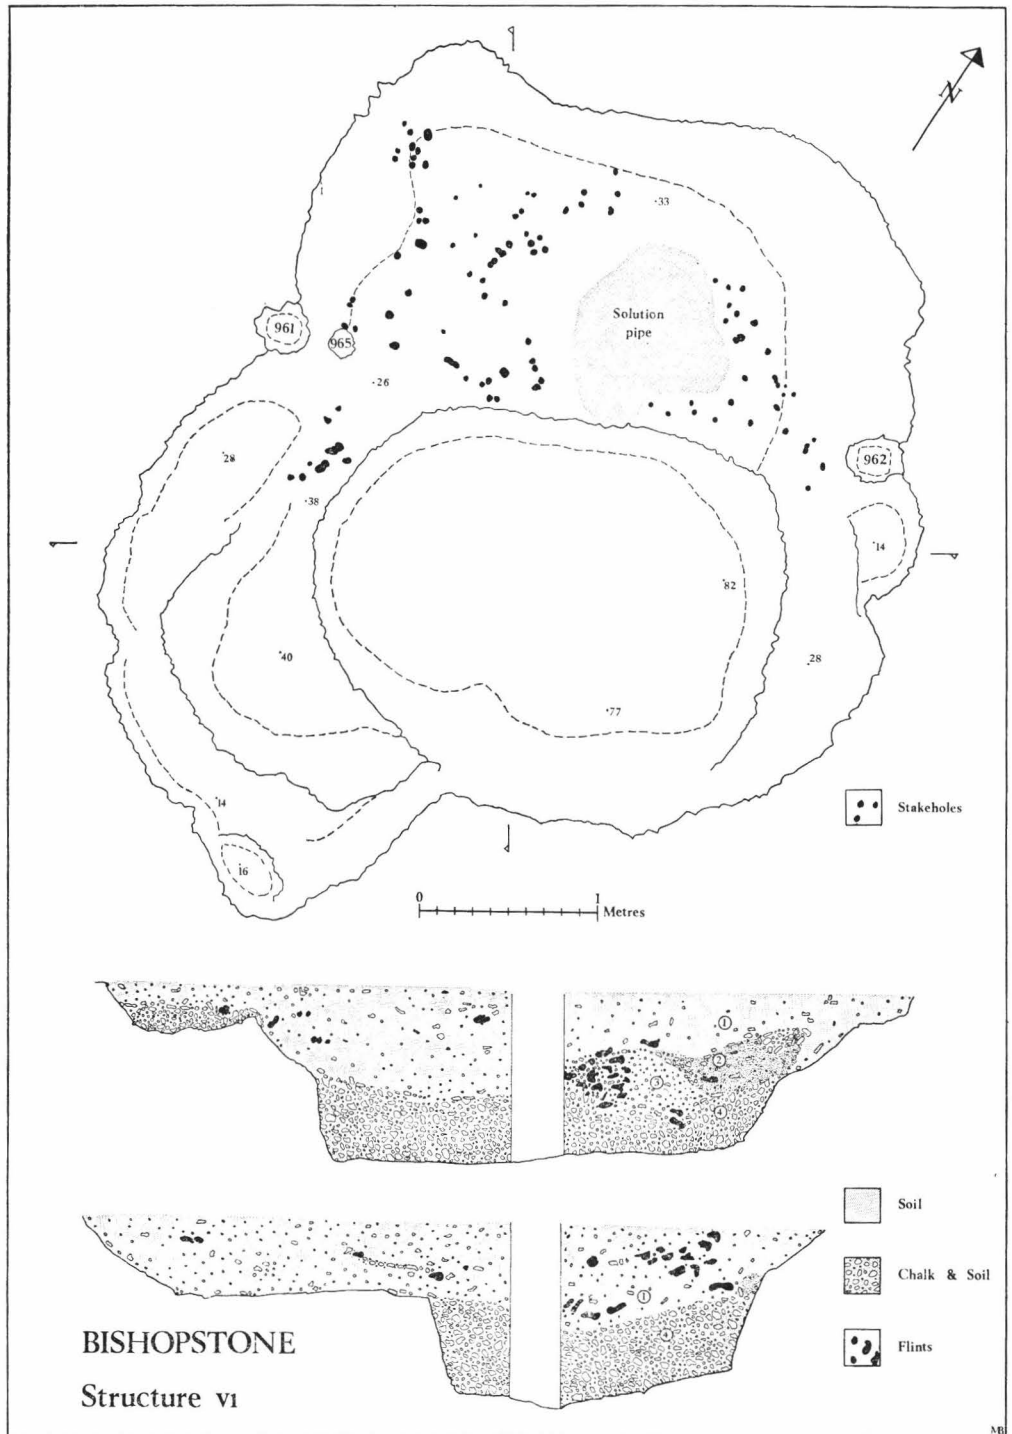 N
33
961
Solution
pipe
965
26
28
962
38
14
82
40
28
77
14
Stakeholes
16
0 1
Metres
1
2
3
4
Soil
Chalk & Soil
1
4
BISHOPSTONE
Flints
Structure VI
MB